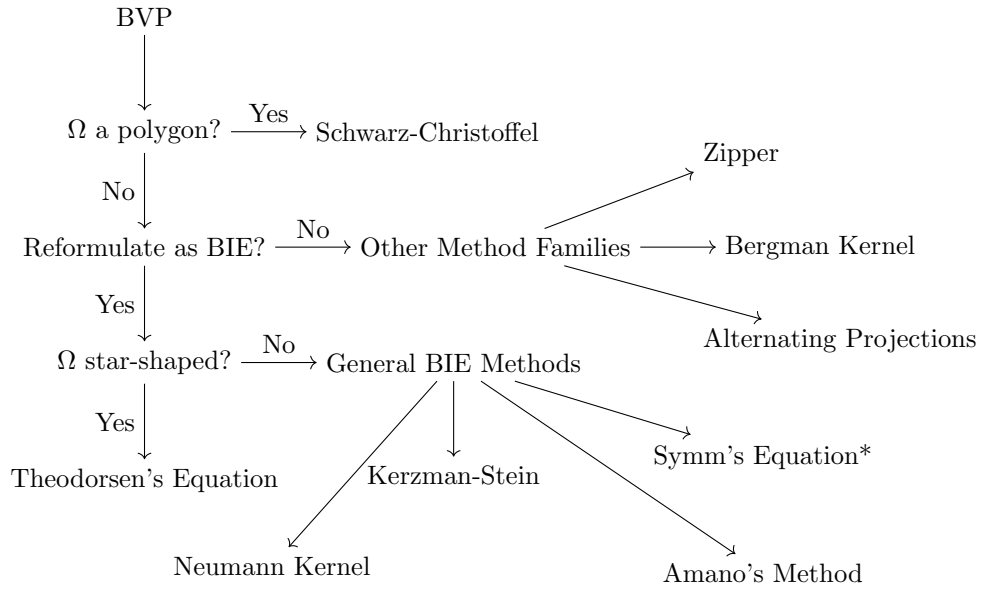 BVP
Ω a polygon?
Yes
Schwarz-Christoffel
Zipper
No
Reformulate as BIE?
No
Other Method Families
Bergman Kernel
Yes
Alternating Projections
Ω star-shaped?
No
General BIE Methods
Yes
Symm's Equation*
Theodorsen's Equation
Kerzman-Stein
Neumann Kernel
Amano's Method